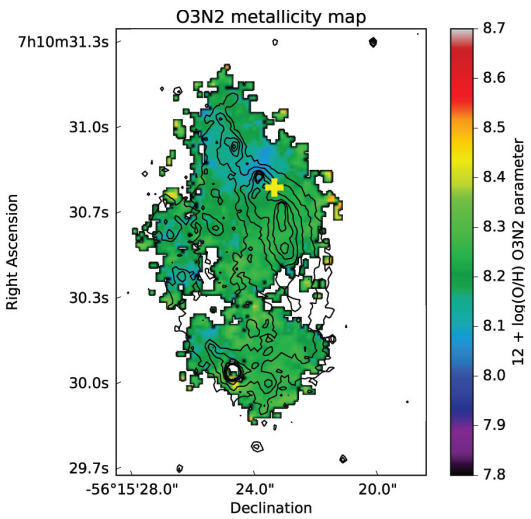 O3N2 metallicity map
7h10m31.3s
31.0s
30.7s
30.3s
30.0s
29.7s
Right Ascension
-56°15'28.0"
24.0"
20.0"
Declination
8.7
8.6
8.5
8.4
8.3
8.2
8.1
8.0
7.9
7.8
12 + log(O/H) O3N2 parameter